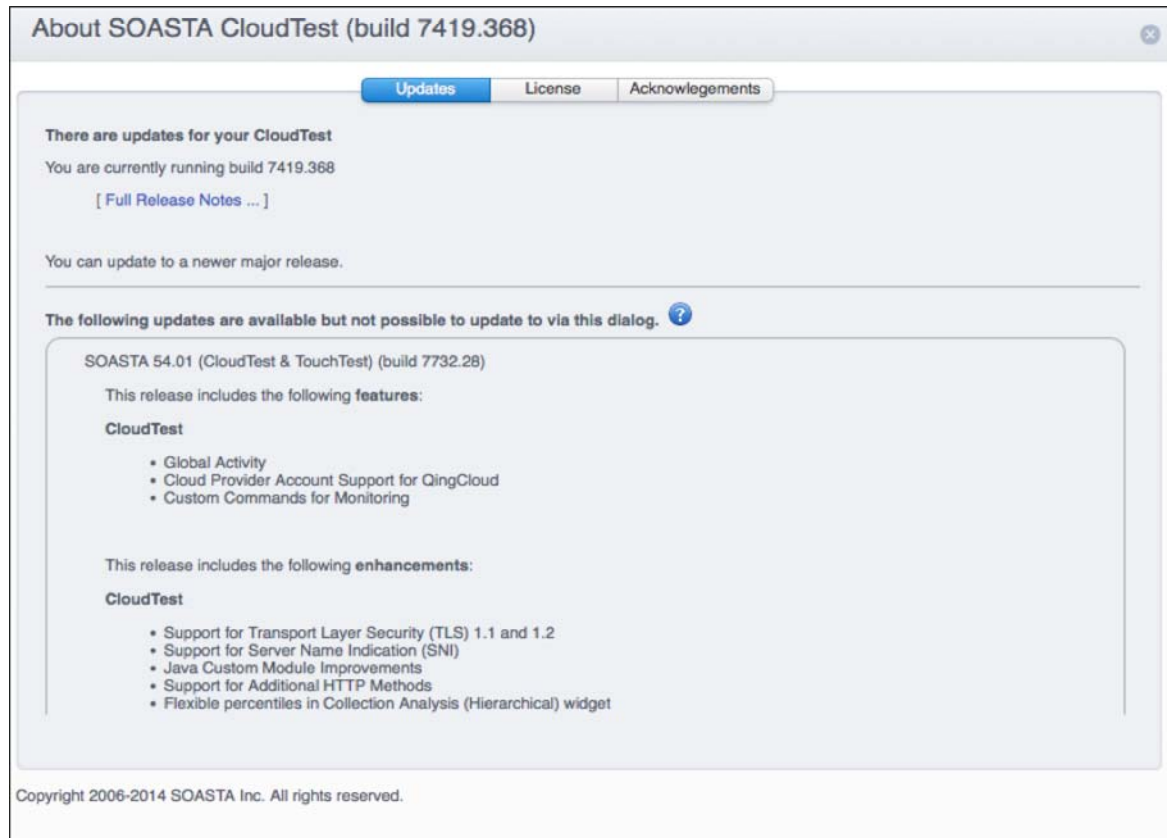 About SOASTA CloudTest (build 7419.368)
Updates License Acknowlegements
There are updates for your CloudTest
You are currently running build 7419.368
[ Full Release Notes ... ]
You can update to a newer major release.
The following updates are available but not possible to update to via this dialog. ?
SOASTA 54.01 (CloudTest & TouchTest) (build 7732.28)
This release includes the following features:
CloudTest
• Global Activity
• Cloud Provider Account Support for QingCloud
• Custom Commands for Monitoring
This release includes the following enhancements:
CloudTest
• Support for Transport Layer Security (TLS) 1.1 and 1.2
• Support for Server Name Indication (SNI)
• Java Custom Module Improvements
• Support for Additional HTTP Methods
• Flexible percentiles in Collection Analysis (Hierarchical) widget
Copyright 2006-2014 SOASTA Inc. All rights reserved.